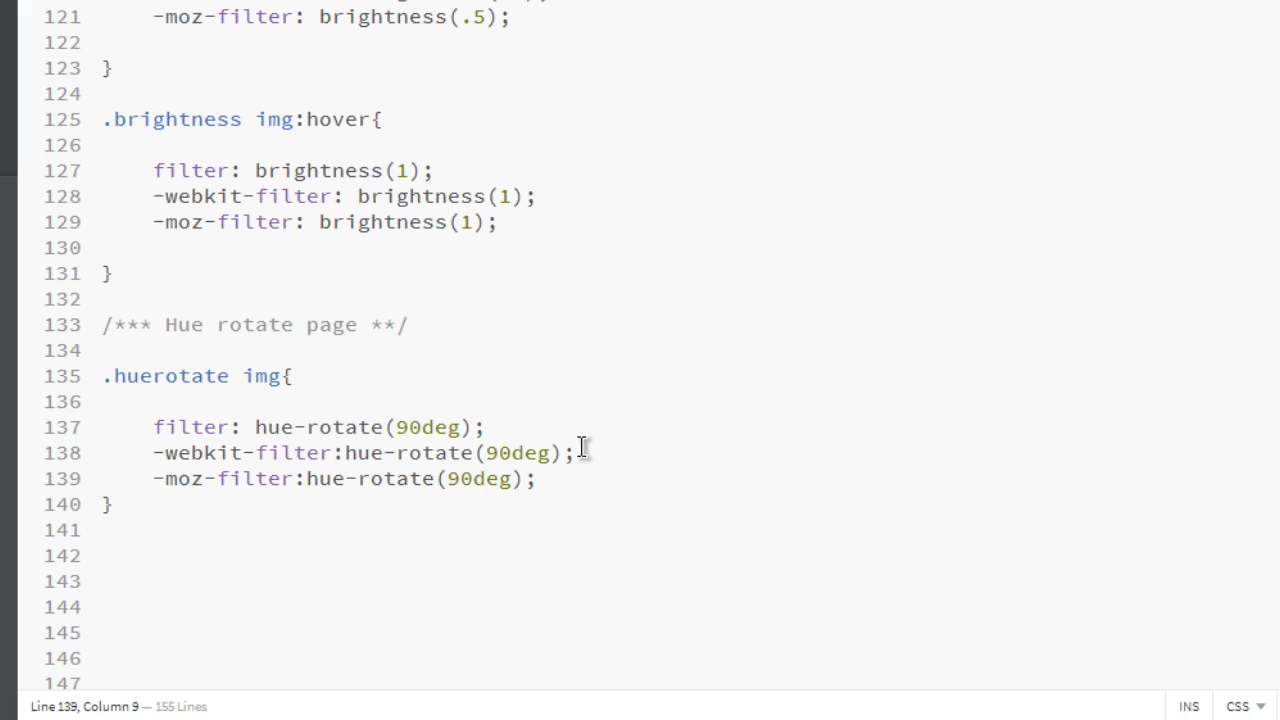 121 -moz-filter: brightness(.5);
122
123 }
124
125 .brightness img:hover{
126
127 filter: brightness(1);
128 -webkit-filter: brightness(1);
129 -moz-filter: brightness(1);
130
131 }
132
133 /*** Hue rotate page **/
134
135 .huerotate img{
136
137 filter: hue-rotate(90deg);
138 -webkit-filter:hue-rotate(90deg);
139 -moz-filter:hue-rotate(90deg);
140 }
141
142
143
144
145
146
147
Line 139, Column 9 — 155 Lines INS CSS